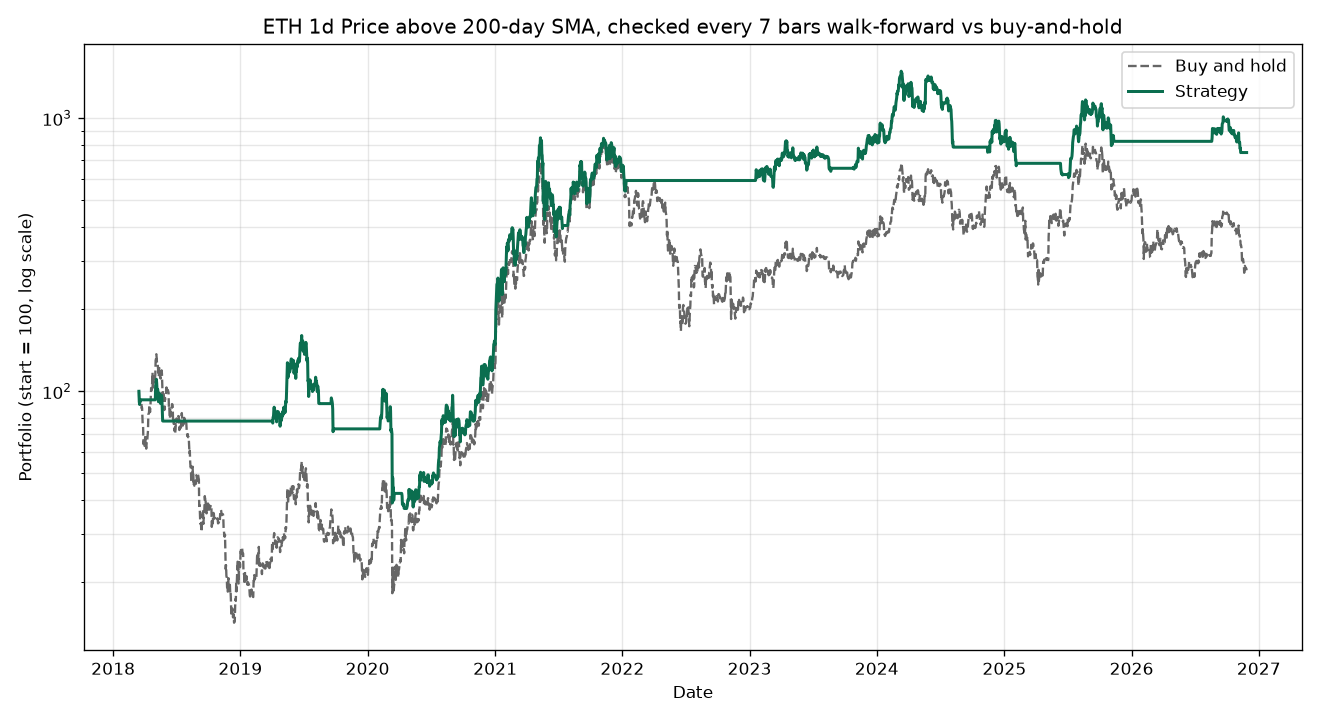 ETH 1d Price above 200-day SMA, checked every 7 bars walk-forward vs buy-and-hold
Buy and hold
Strategy
Portfolio (start = 100, log scale)
10³
10²
2018 2019 2020 2021 2022 2023 2024 2025 2026 2027
Date